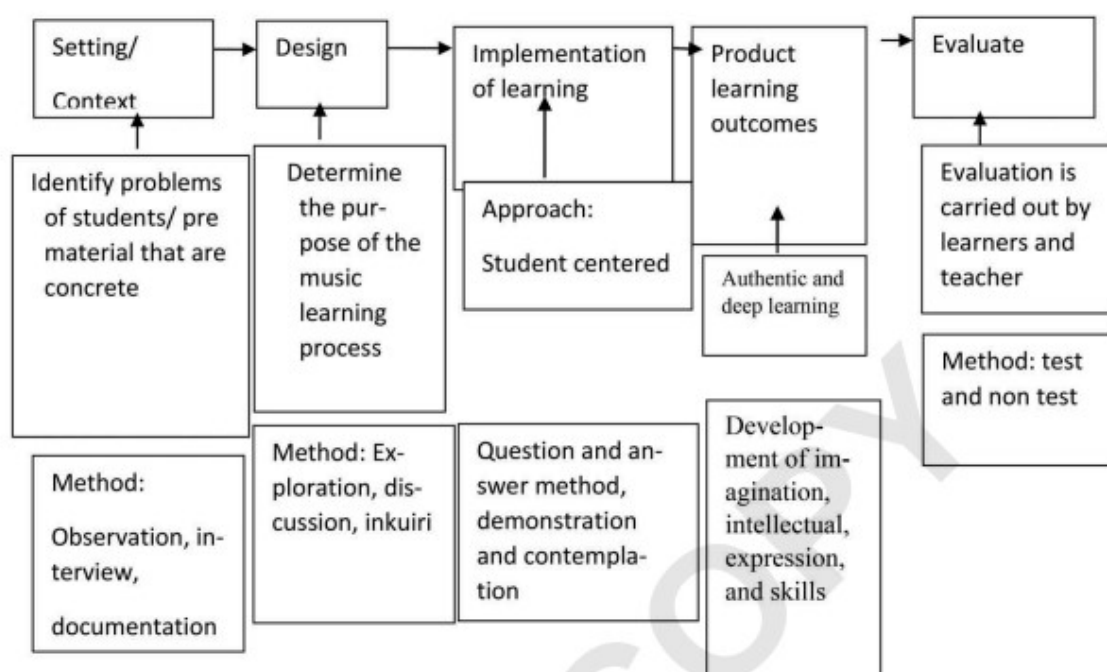 Setting/
Context
Design
Implementation
of learning
Product
learning
outcomes
Evaluate
Identify problems
of students/ pre
material that are
concrete
Determine
the pur-
pose of the
music
learning
process
Approach:
Student centered
Authentic and
deep learning
Evaluation is
carried out by
learners and
teacher
Method:
Observation, in-
terview,
documentation
Method: Ex-
ploration, dis-
cussion, inkuiri
Question and an-
swer method,
demonstration
and contempla-
tion
Develop-
ment of im-
agination,
intellectual,
expression,
and skills
Method: test
and non test
COPY